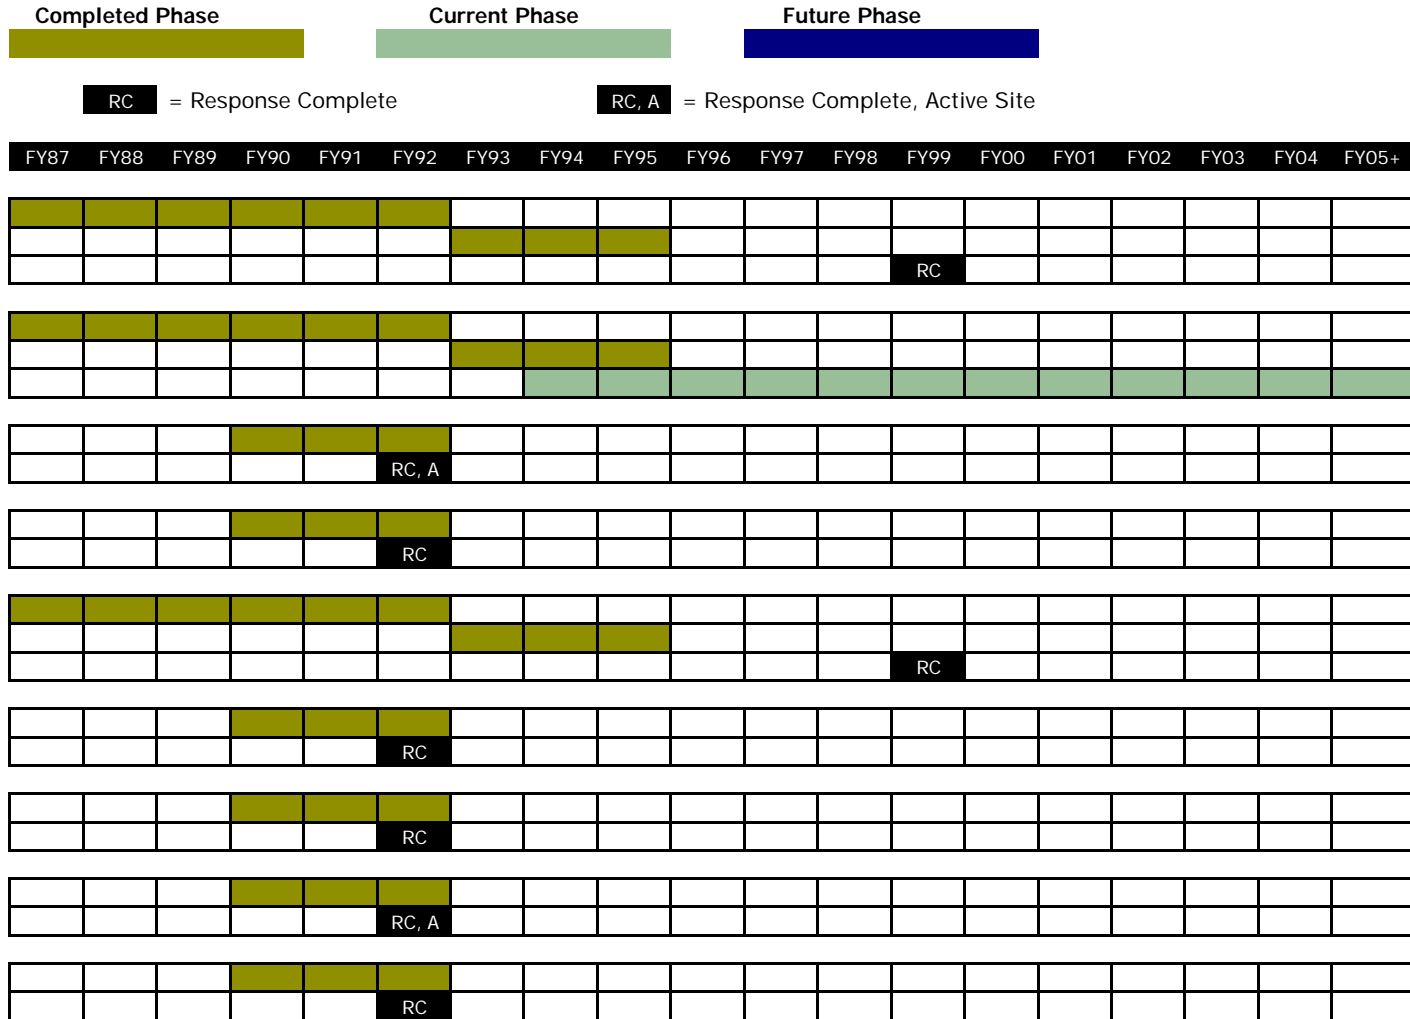 Completed Phase Current Phase Future Phase
RC = Response Complete RC, A = Response Complete, Active Site
FY87 FY88 FY89 FY90 FY91 FY92 FY93 FY94 FY95 FY96 FY97 FY98 FY99 FY00 FY01 FY02 FY03 FY04 FY05+
RC
RC, A
RC
RC
RC
RC
RC, A
RC